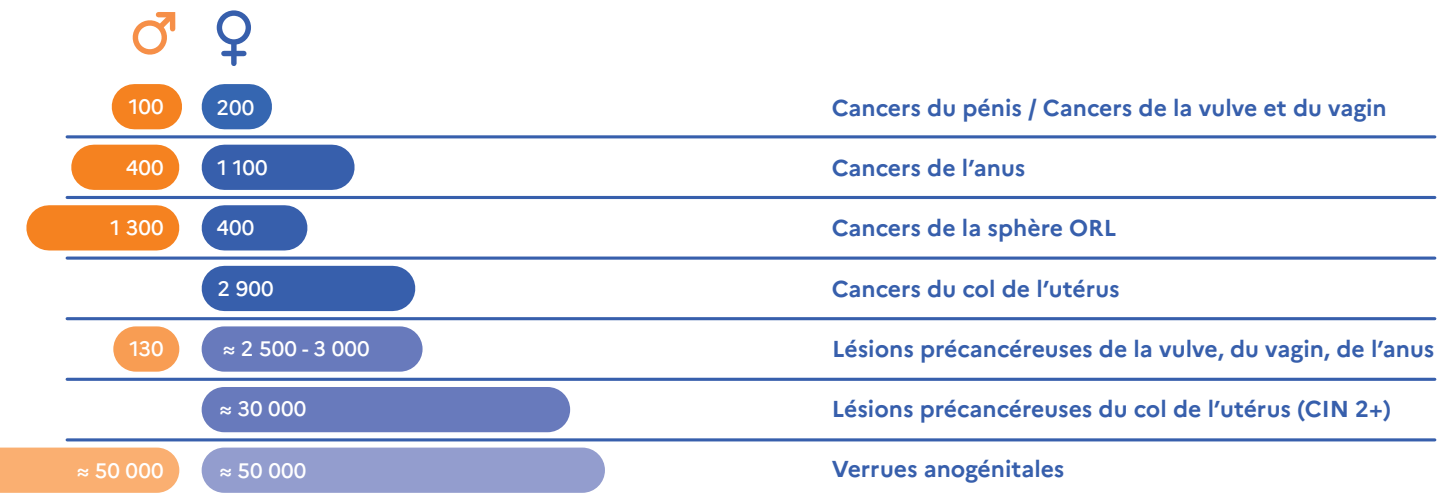 100 200 Cancers du pénis / Cancers de la vulve et du vagin
400 1 100 Cancers de l'anus
1 300 400 Cancers de la sphère ORL
2 900 Cancers du col de l'utérus
130 ≈ 2 500 - 3 000 Lésions précancéreuses de la vulve, du vagin, de l'anus
≈ 30 000 Lésions précancéreuses du col de l'utérus (CIN 2+)
≈ 50 000 ≈ 50 000 Verrues anogénitales